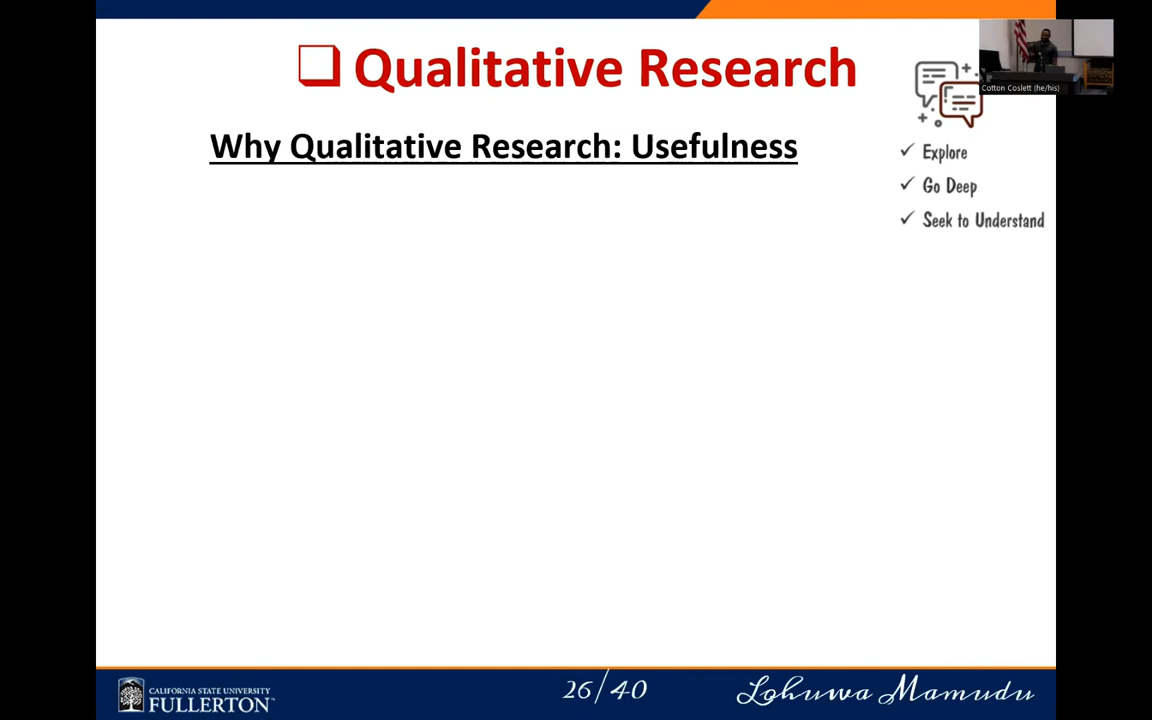 Qualitative Research
Cotton Coslett (he/his)
Why Qualitative Research: Usefulness
✓ Explore
✓ Go Deep
✓ Seek to Understand
CALIFORNIA STATE UNIVERSITY
FULLERTON™
26/40
Lohuwa Mamudu